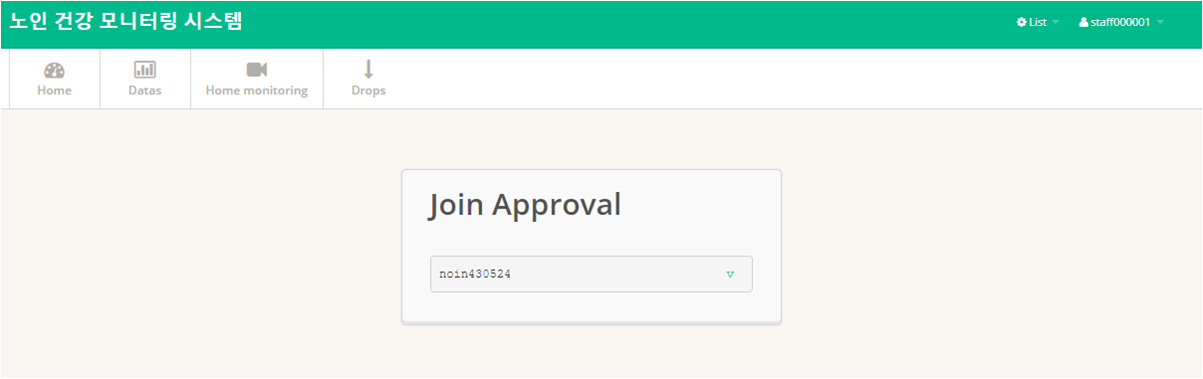 노인 건강 모니터링 시스템
List
staff000001
Home
Datas
Home monitoring
Drops
Join Approval
noin430524 v